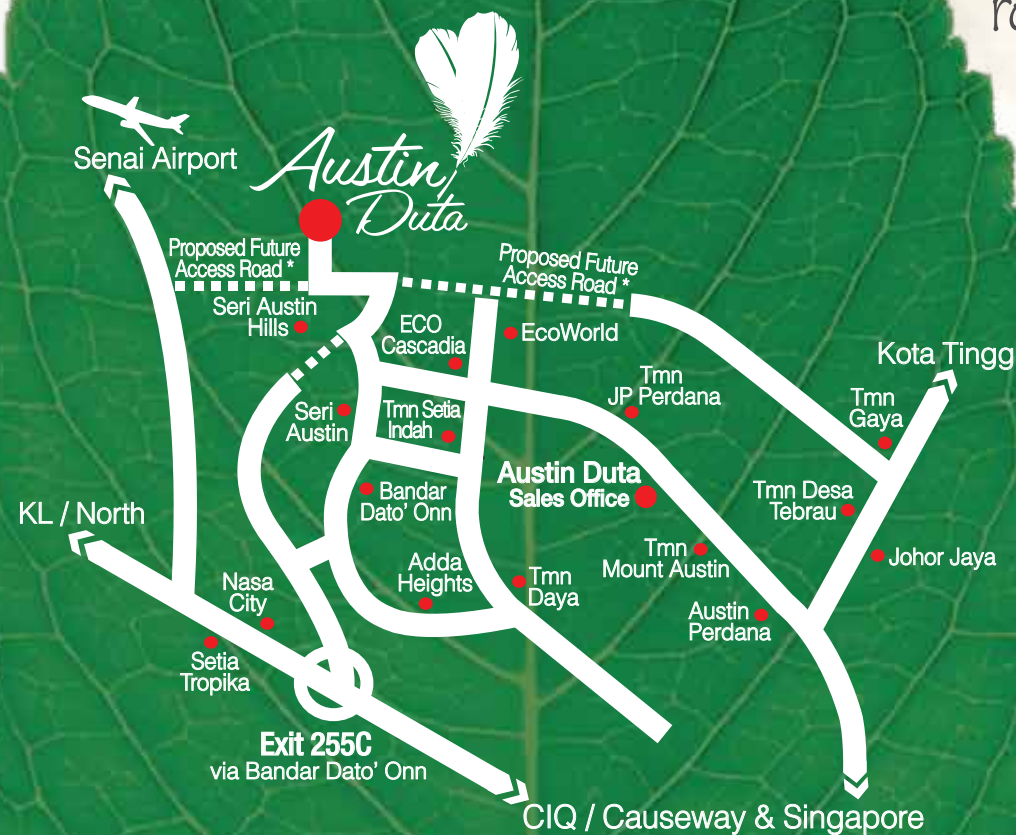 ro
Senai Airport
Austin
Duta
Proposed Future
Access Road *
Proposed Future
Access Road *
Seri Austin
Hills
ECO
Cascadia
EcoWorld
Kota Tingg
Tmn
JP Perdana
Tmn
Gaya
Seri
Austin
Tmn Setia
Indah
Austin Duta
Sales Office
Bandar
Dato' Onn
Tmn Desa
Tebrau
KL / North
Tmn
Mount Austin
Johor Jaya
Adda
Heights
Tmn
Daya
Nasa
City
Austin
Perdana
Setia
Tropika
Exit 255C
via Bandar Dato' Onn
CIQ / Causeway & Singapore